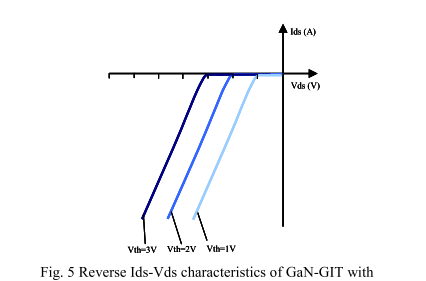 Ids (A)
Vds (V)
Vth=3V Vth=2V Vth=1V
Fig. 5 Reverse Ids-Vds characteristics of GaN-GIT with